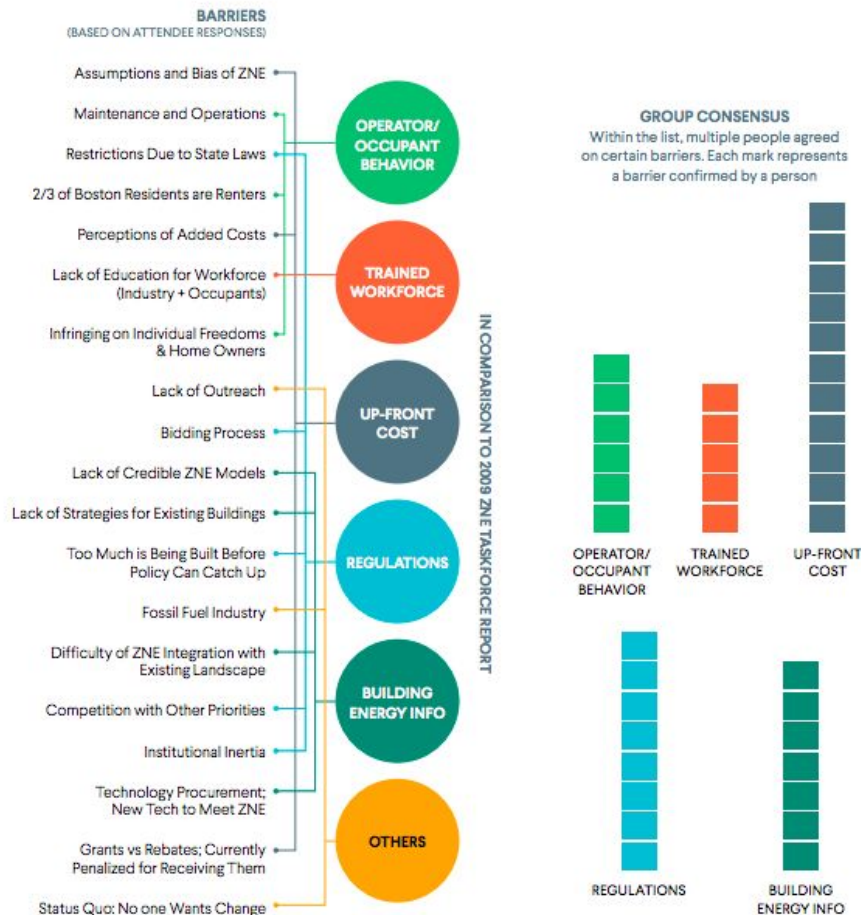 BARRIERS
(BASED ON ATTENDEE RESPONSES)
Assumptions and Bias of ZNE
Maintenance and Operations
Restrictions Due to State Laws
2/3 of Boston Residents are Renters
Perceptions of Added Costs
Lack of Education for Workforce
(Industry + Occupants)
Infringing on Individual Freedoms
& Home Owners
Lack of Outreach
Bidding Process
Lack of Credible ZNE Models
Lack of Strategies for Existing Buildings
Too Much is Being Built Before
Policy Can Catch Up
Fossil Fuel Industry
Difficulty of ZNE Integration with
Existing Landscape
Competition with Other Priorities
Institutional Inertia
Technology Procurement;
New Tech to Meet ZNE
Grants vs Rebates; Currently
Penalized for Receiving Them
Status Quo: No one Wants Change
OPERATOR/
OCCUPANT
BEHAVIOR
TRAINED
WORKFORCE
UP-FRONT
COST
REGULATIONS
BUILDING
ENERGY INFO
OTHERS
IN COMPARISON TO 2009 ZNE TASKFORCE REPORT
GROUP CONSENSUS
Within the list, multiple people agreed
on certain barriers. Each mark represents
a barrier confirmed by a person
OPERATOR/
OCCUPANT
BEHAVIOR
TRAINED
WORKFORCE
UP-FRONT
COST
REGULATIONS
BUILDING
ENERGY INFO